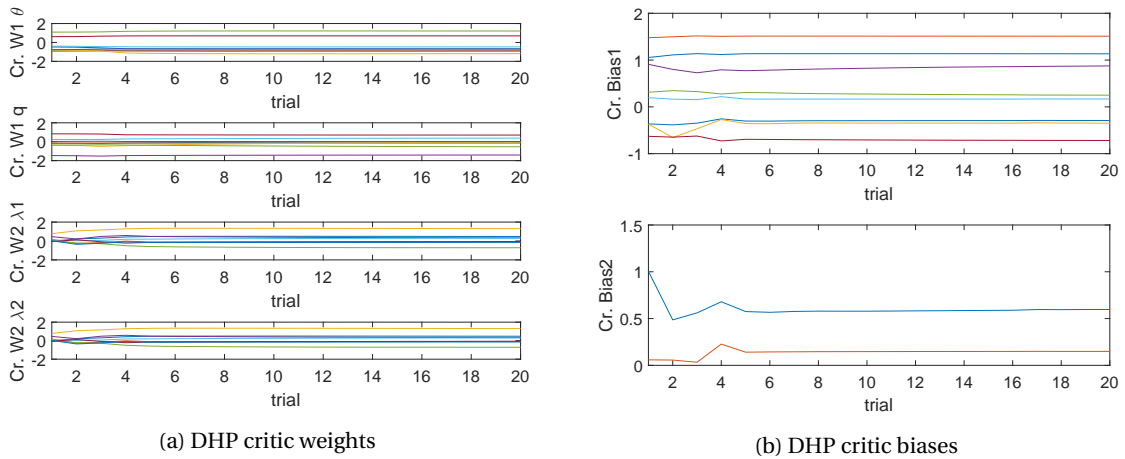 Cr. W1 θ
2
0
-2
2 4 6 8 10 12 14 16 18 20
trial
Cr. W1 q
2
0
-2
2 4 6 8 10 12 14 16 18 20
trial
Cr. W2 λ1
2
0
-2
2 4 6 8 10 12 14 16 18 20
trial
Cr. W2 λ2
2
0
-2
2 4 6 8 10 12 14 16 18 20
trial
(a) DHP critic weights
Cr. Bias1
2
1
0
-1
2 4 6 8 10 12 14 16 18 20
trial
Cr. Bias2
1.5
1
0.5
0
2 4 6 8 10 12 14 16 18 20
trial
(b) DHP critic biases